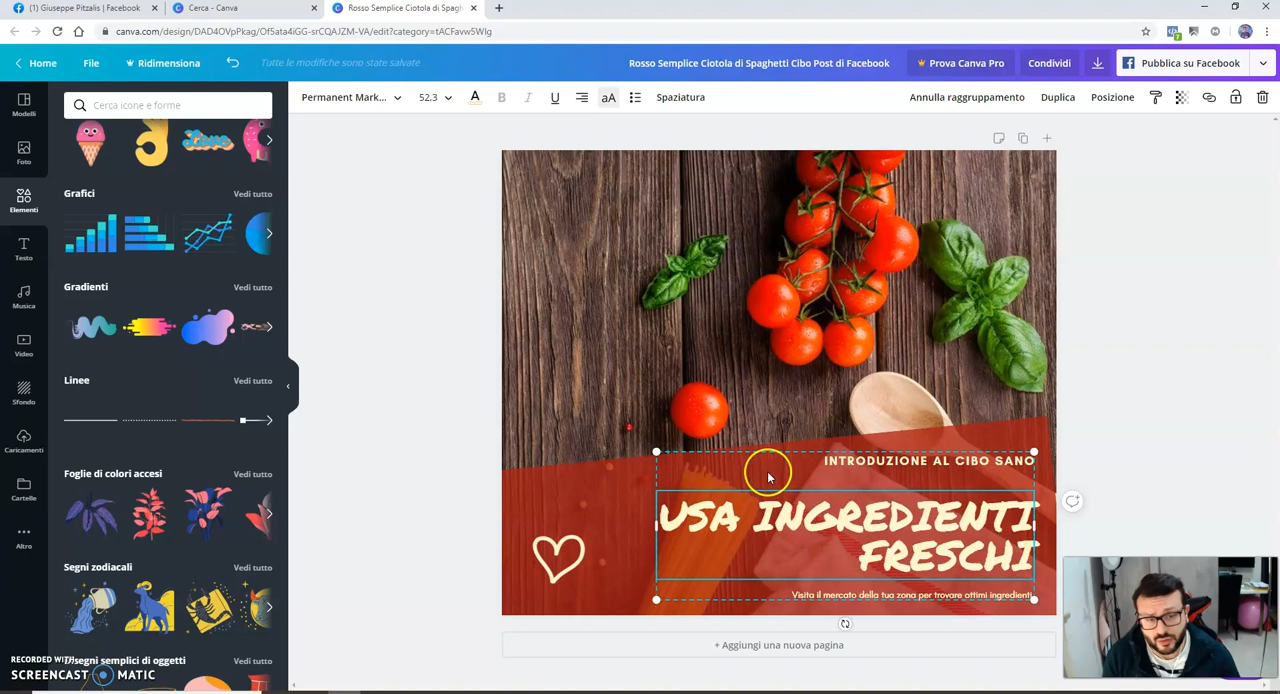 (1) Giuseppe Pitzalis | Facebook
Cerca - Canva
Rosso Semplice Ciotola di Spagh
canva.com/design/DAD4OVpPkag/Of5ata4iGG-srCQAJZM-VA/edit?category=tACFavw5WIg
7
Home
File
Ridimensiona
Tutte le modifiche sono state salvate
Rosso Semplice Ciotola di Spaghetti Cibo Post di Facebook
Prova Canva Pro
Condividi
Pubblica su Facebook
Permanent Mark...
52.3
A
B
I
U
aA
Spaziatura
Annulla raggruppamento
Duplica
Posizione
Modelli
Foto
Elementi
Testo
Musica
Video
Sfondo
Caricamenti
Cartelle
Altro
Cerca icone e forme
Grafici
Vedi tutto
Gradienti
Vedi tutto
Linee
Vedi tutto
Foglie di colori accesi
Vedi tutto
Segni zodiacali
Vedi tutto
Disegni semplici di oggetti
Vedi tutto
INTRODUZIONE AL CIBO SANO
USA INGREDIENTI
FRESCHI
Visita il mercato della tua zona per trovare ottimi ingredienti.
+ Aggiungi una nuova pagina
RECORDED WITH
SCREENCAST MATIC